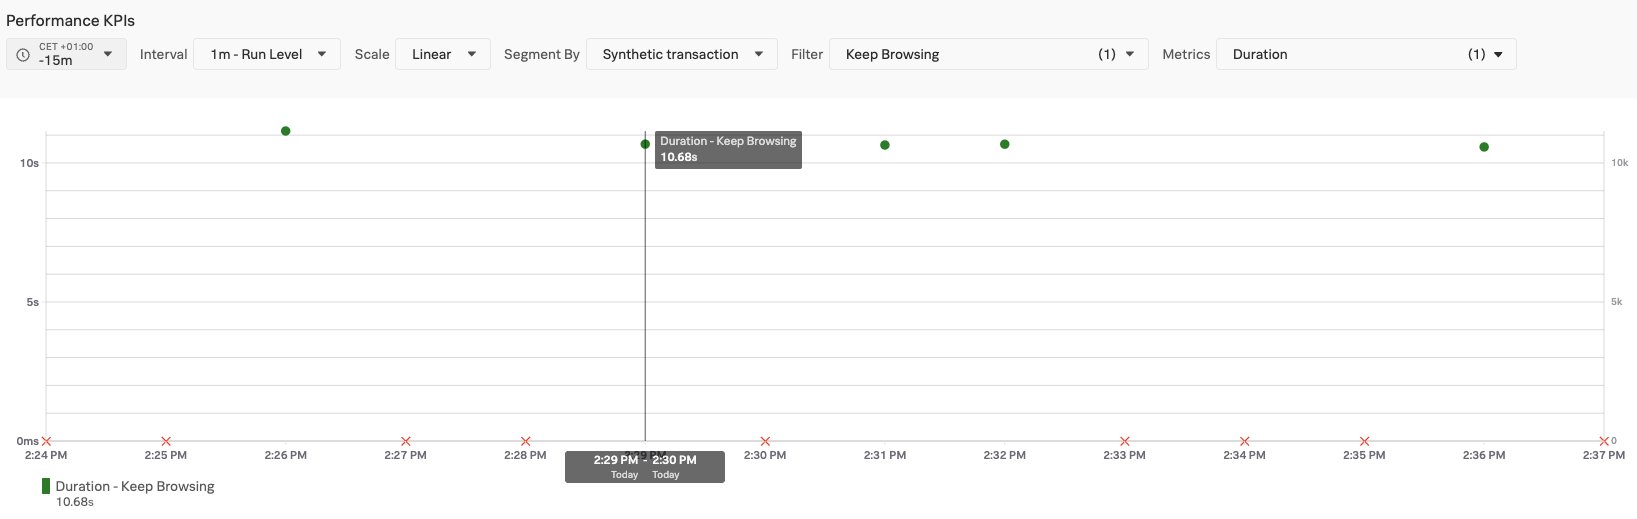 Performance KPIs
CET +01:00
-15m
Interval
1m - Run Level
Scale
Linear
Segment By
Synthetic transaction
Filter
Keep Browsing
(1)
Metrics
Duration
(1)
Duration - Keep Browsing
10.68s
10s
10k
5s
5k
0ms
0
2:24 PM
2:25 PM
2:26 PM
2:27 PM
2:28 PM
2:29 PM - 2:30 PM
Today Today
2:30 PM
2:31 PM
2:32 PM
2:33 PM
2:34 PM
2:35 PM
2:36 PM
2:37 PM
Duration - Keep Browsing
10.68s